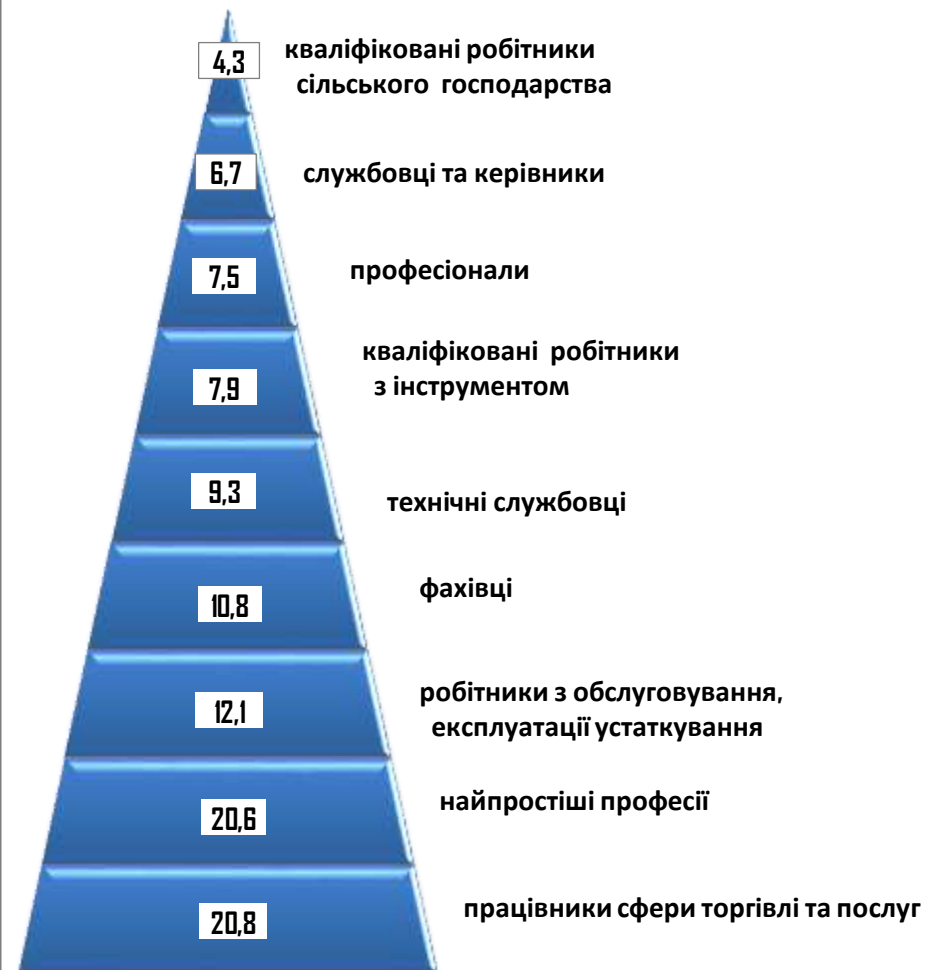 4,3
кваліфіковані робітники
сільського господарства
6,7
службовці та керівники
7,5
професіонали
7,9
кваліфіковані робітники
з інструментом
9,3
технічні службовці
10,8
фахівці
12,1
робітники з обслуговування,
експлуатації устаткування
20,6
найпростіші професії
20,8
працівники сфери торгівлі та послуг